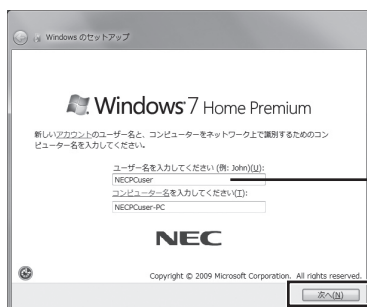 Windows のセットアップ
Windows 7 Home Premium
新しいアカウントのユーザー名と、コンピューターをネットワーク上で識別するためのコン
ピューター名を入力してください。
ユーザー名を入力してください (例: John)(U):
NECPCuser
コンピューター名を入力してください(T):
NECPCuser-PC
NEC
Copyright © 2009 Microsoft Corporation. All rights reserved.
次へ(N)